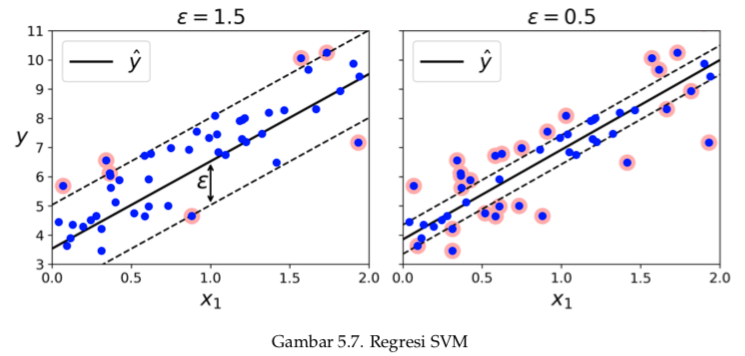 ε = 1.5
ε = 0.5
11
10
9
8
7
6
5
4
3
y
ŷ
ε
0.0 0.5 1.0 1.5 2.0
x₁
ŷ
0.0 0.5 1.0 1.5 2.0
x₁
Gambar 5.7. Regresi SVM